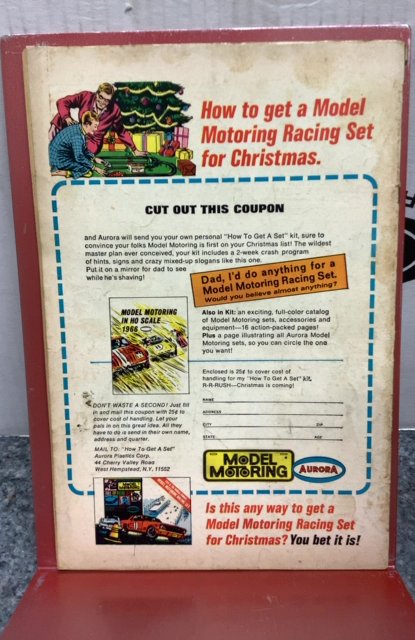 How to get a Model
Motoring Racing Set
for Christmas.
CUT OUT THIS COUPON
and Aurora will send you your own personal "How To Get A Set" kit, sure to
convince your folks Model Motoring is first on your Christmas list! The wildest
master plan ever conceived, your kit includes a 2-week crash program
of hints, signs and crazy mixed-up slogans like this one.
Put it on a mirror for dad to see
while he's shaving!
Dad, I'd do anything for a
Model Motoring Racing Set.
Would you believe almost anything?
MODEL MOTORING
IN HO SCALE
1966
Also in Kit: an exciting, full-color catalog
of Model Motoring sets, accessories and
equipment—16 action-packed pages!
Plus a page illustrating all Aurora Model
Motoring sets, so you can circle the one
you want!
Enclosed is 25¢ to cover cost of
handling for my "How To Get A Set" kit.
R-R-RUSH—Christmas is coming!
DON'T WASTE A SECOND! Just fill
in and mail this coupon with 25¢ to
cover cost of handling. Let your
pals in on this great idea. All they
have to do is send in their own name,
address and quarter.
MAIL TO: "How To Get A Set"
Aurora Plastics Corp.
44 Cherry Valley Road
West Hempstead, N.Y. 11552
NAME
ADDRESS
CITY ZIP
STATE AGE
MODEL
MOTORING
AURORA
Is this any way to get a
Model Motoring Racing Set
for Christmas? You bet it is!